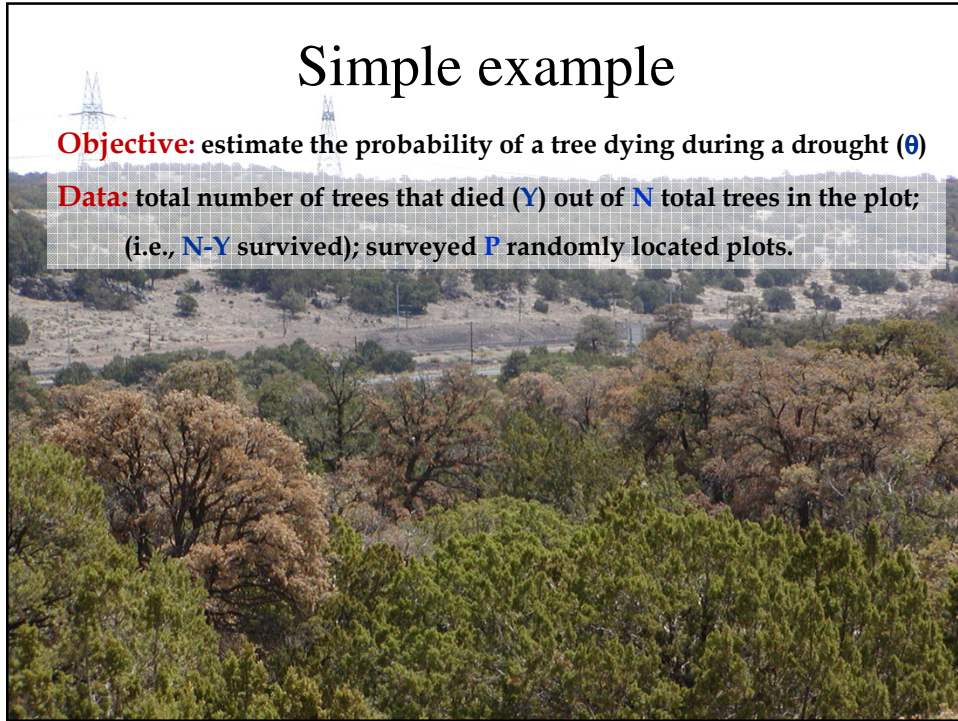 Simple example
Objective: estimate the probability of a tree dying during a drought (θ)
Data: total number of trees that died (Y) out of N total trees in the plot;
(i.e., N-Y survived); surveyed P randomly located plots.